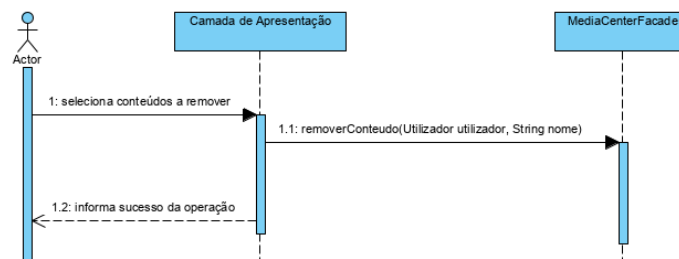 Camada de Apresentação
MediaCenterFacade
Actor
1: seleciona conteúdos a remover
1.1: removerConteudo(Utilizador utilizador, String nome)
1.2: informa sucesso da operação